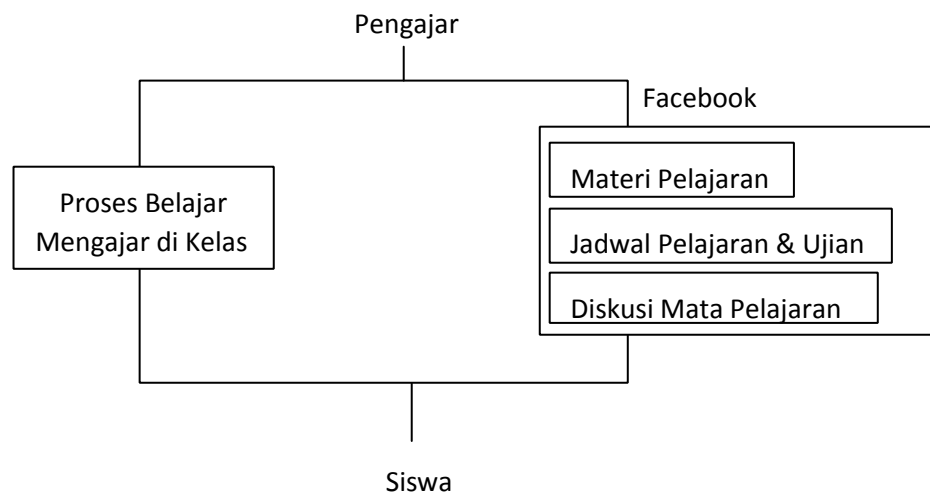 Pengajar
Facebook
Proses Belajar
Mengajar di Kelas
Materi Pelajaran
Jadwal Pelajaran & Ujian
Diskusi Mata Pelajaran
Siswa